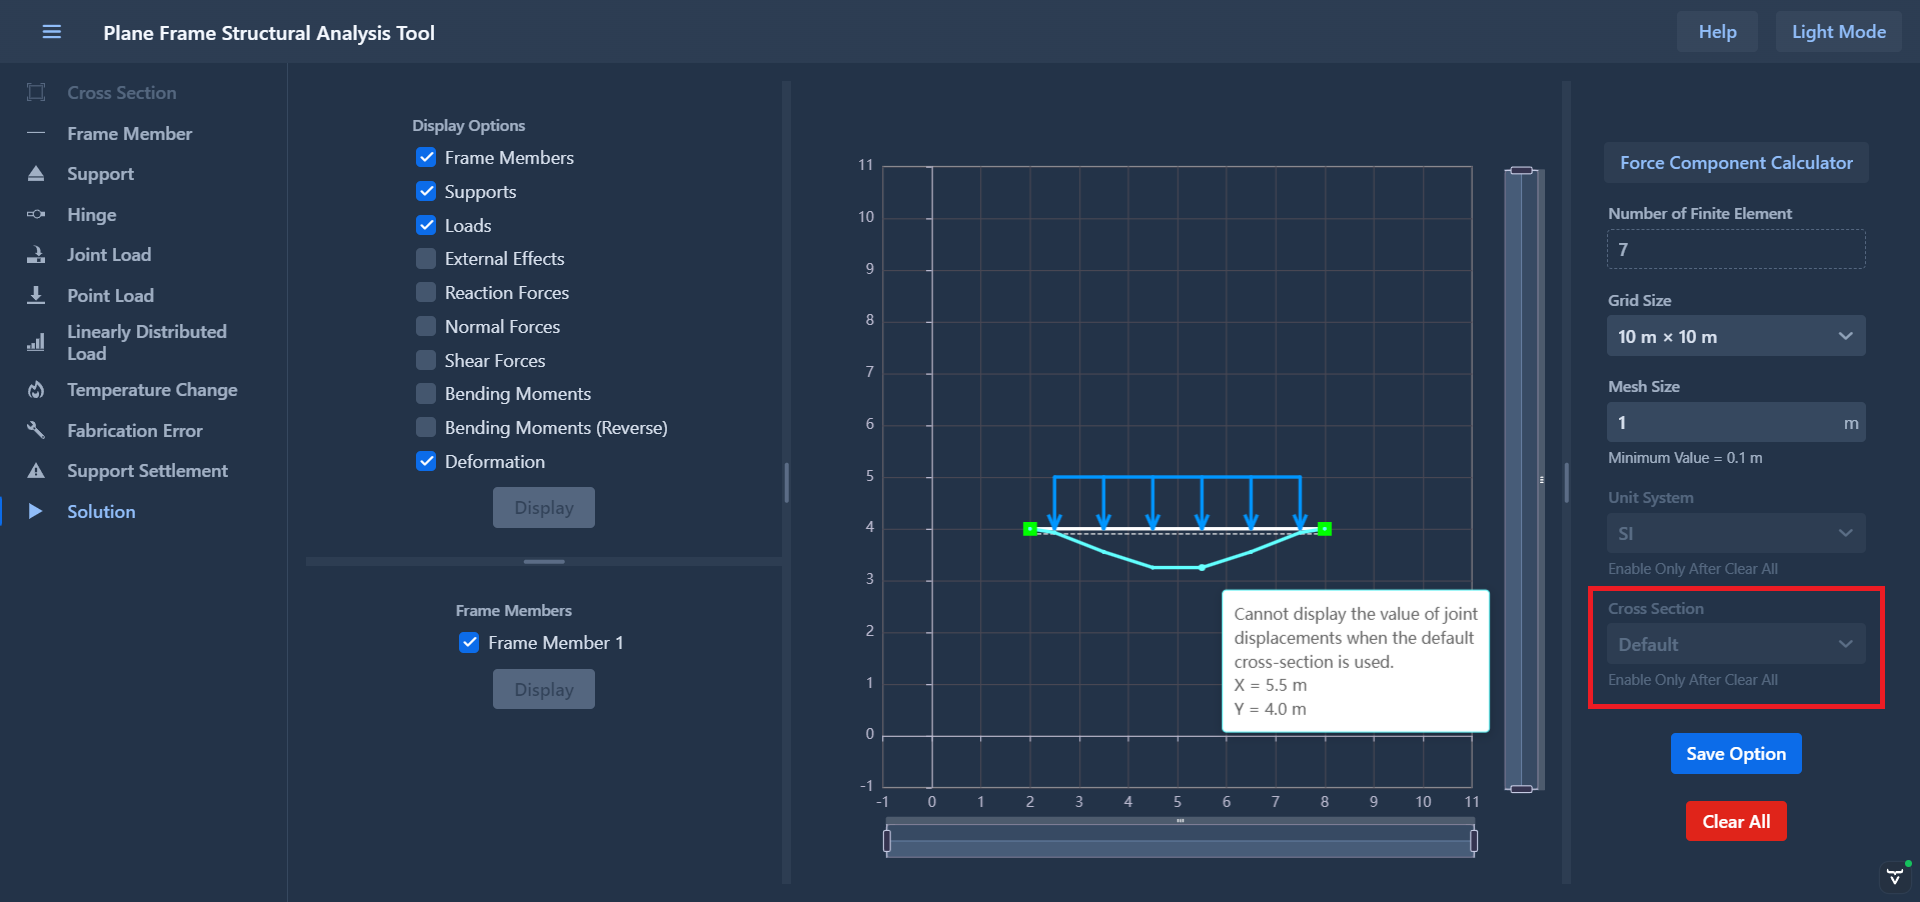 Plane Frame Structural Analysis Tool
Help
Light Mode
Cross Section
Frame Member
Support
Hinge
Joint Load
Point Load
Linearly Distributed
Load
Temperature Change
Fabrication Error
Support Settlement
Solution
Display Options
Frame Members
Supports
Loads
External Effects
Reaction Forces
Normal Forces
Shear Forces
Bending Moments
Bending Moments (Reverse)
Deformation
Display
Frame Members
Frame Member 1
Display
11
10
9
8
7
6
5
4
3
2
1
0
-1
-1 0 1 2 3 4 5 6 7 8 9 10 11
Cannot display the value of joint
displacements when the default
cross-section is used.
X = 5.5 m
Y = 4.0 m
Force Component Calculator
Number of Finite Element
7
Grid Size
10 m × 10 m
Mesh Size
1 m
Minimum Value = 0.1 m
Unit System
SI
Enable Only After Clear All
Cross Section
Default
Enable Only After Clear All
Save Option
Clear All